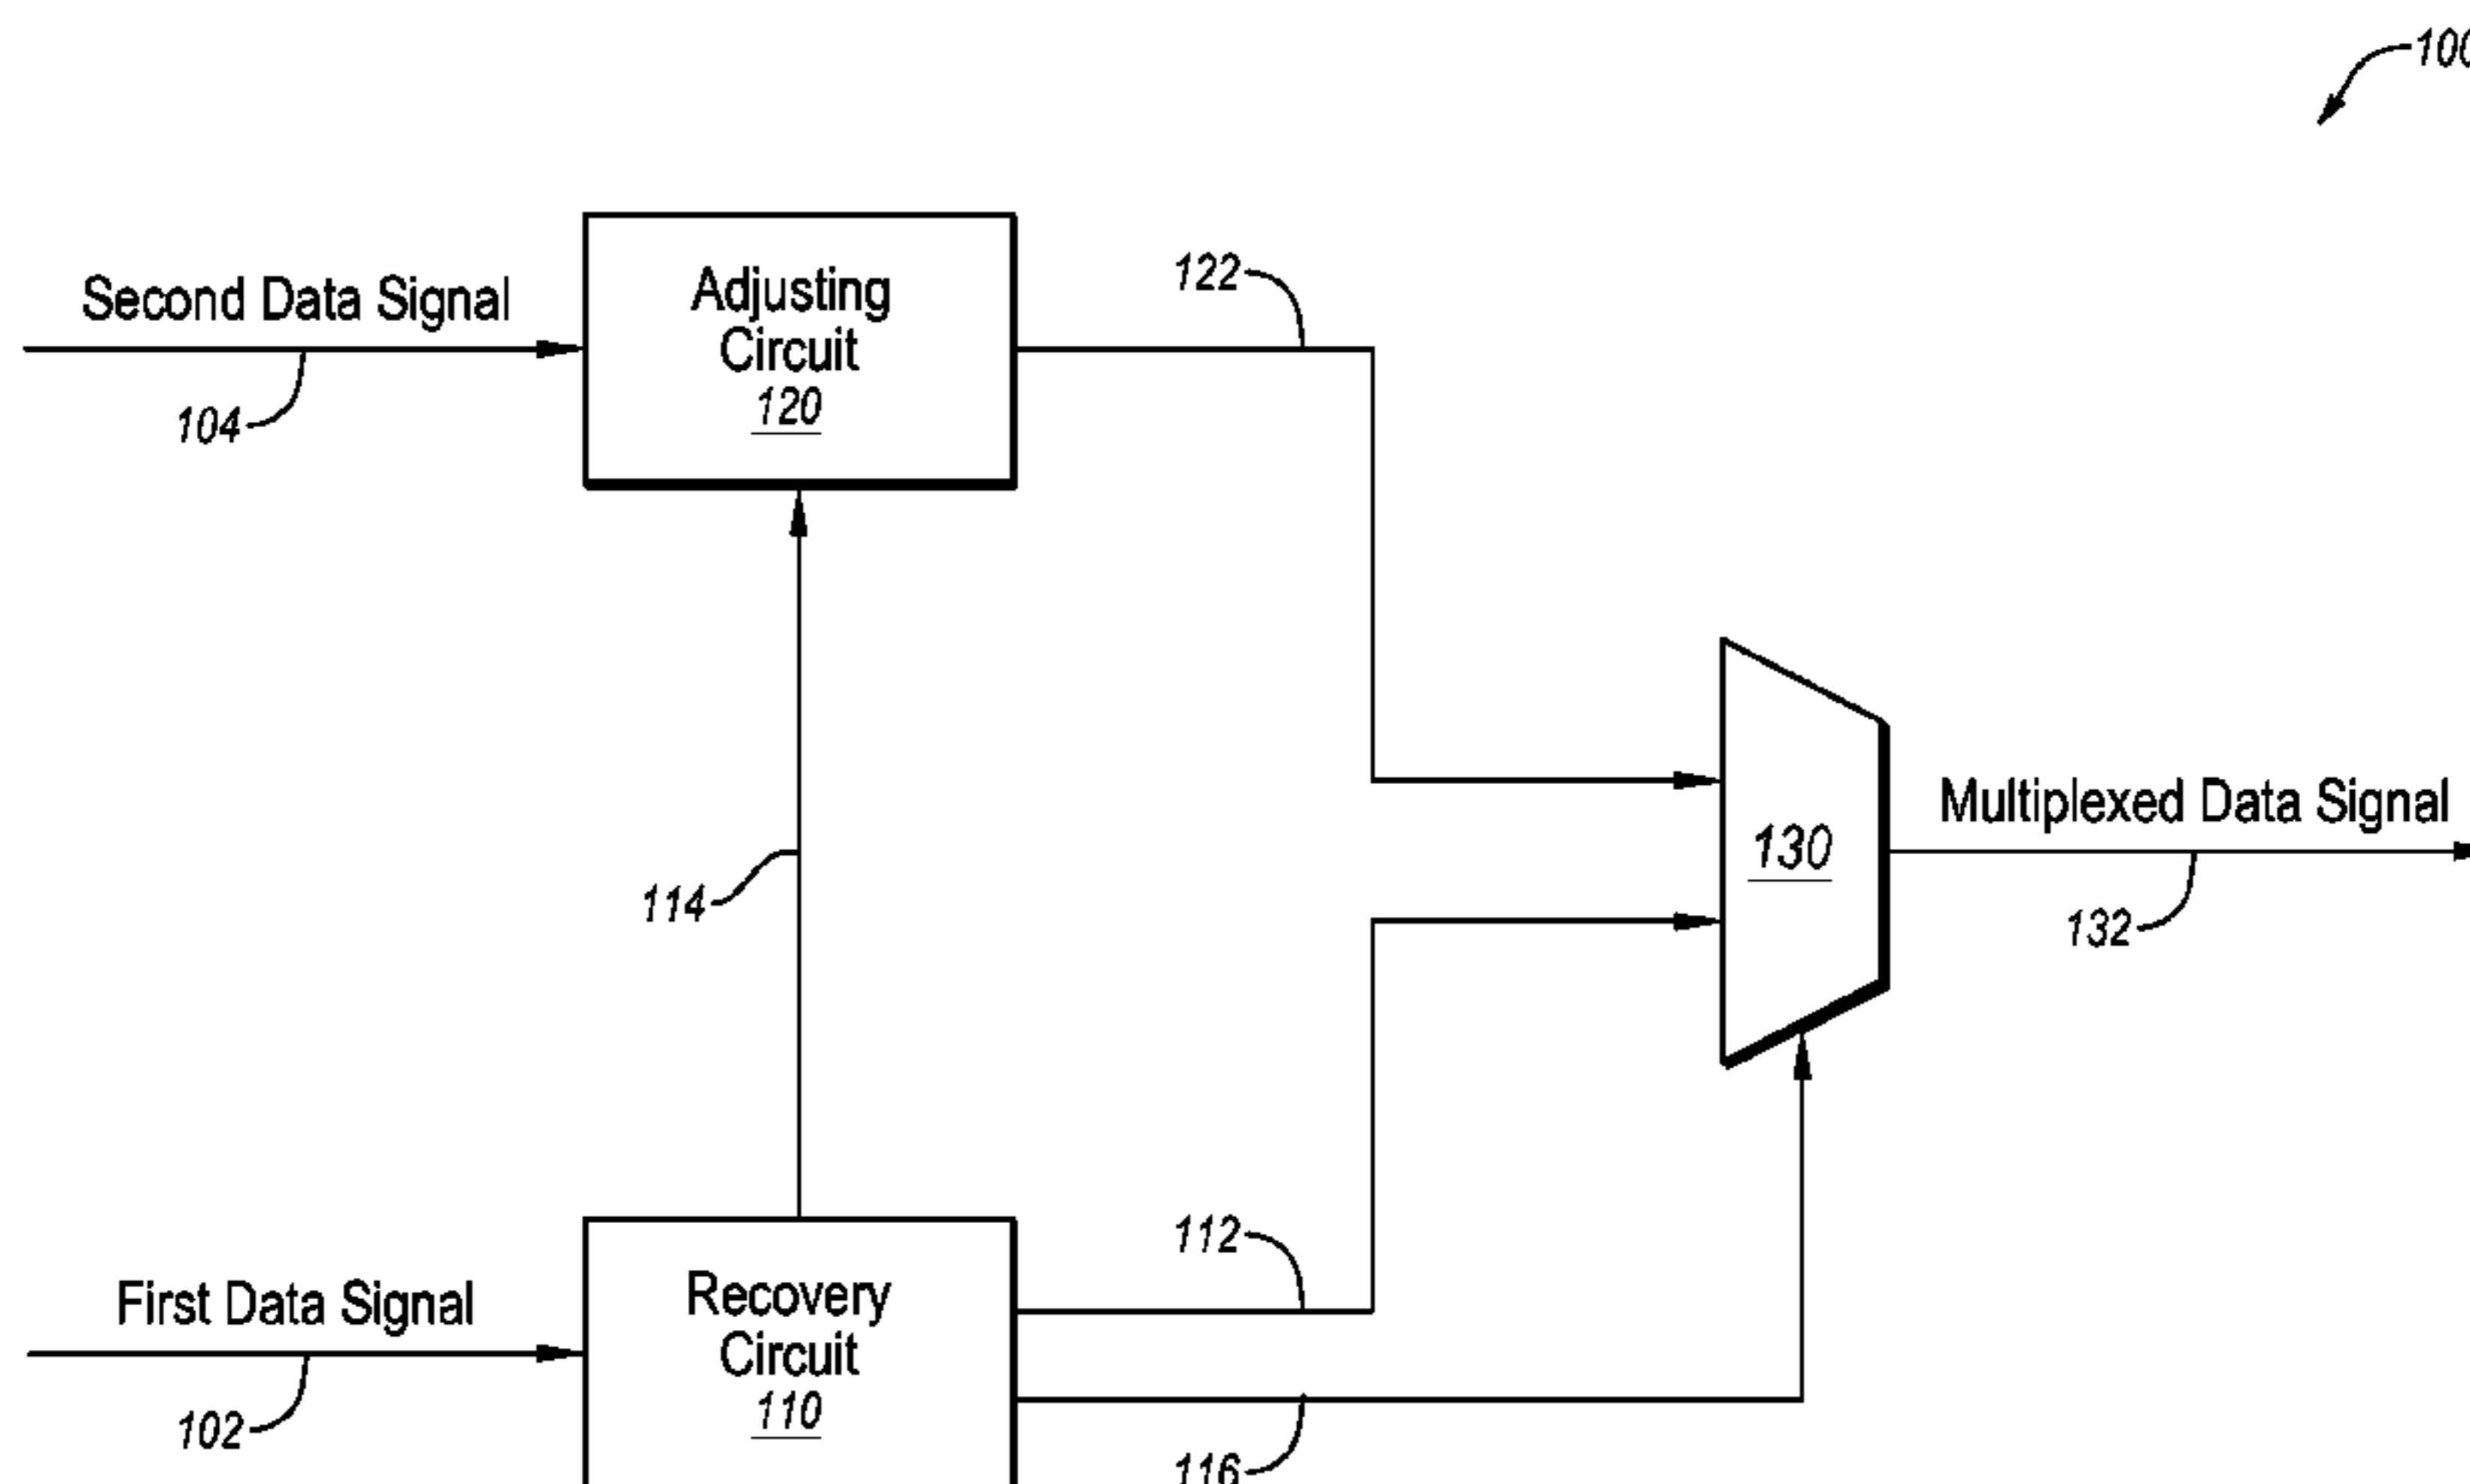 100
Second Data Signal
Adjusting
Circuit
120
122
104
Multiplexed Data Signal
130
132
114
112
First Data Signal
Recovery
Circuit
110
102
116